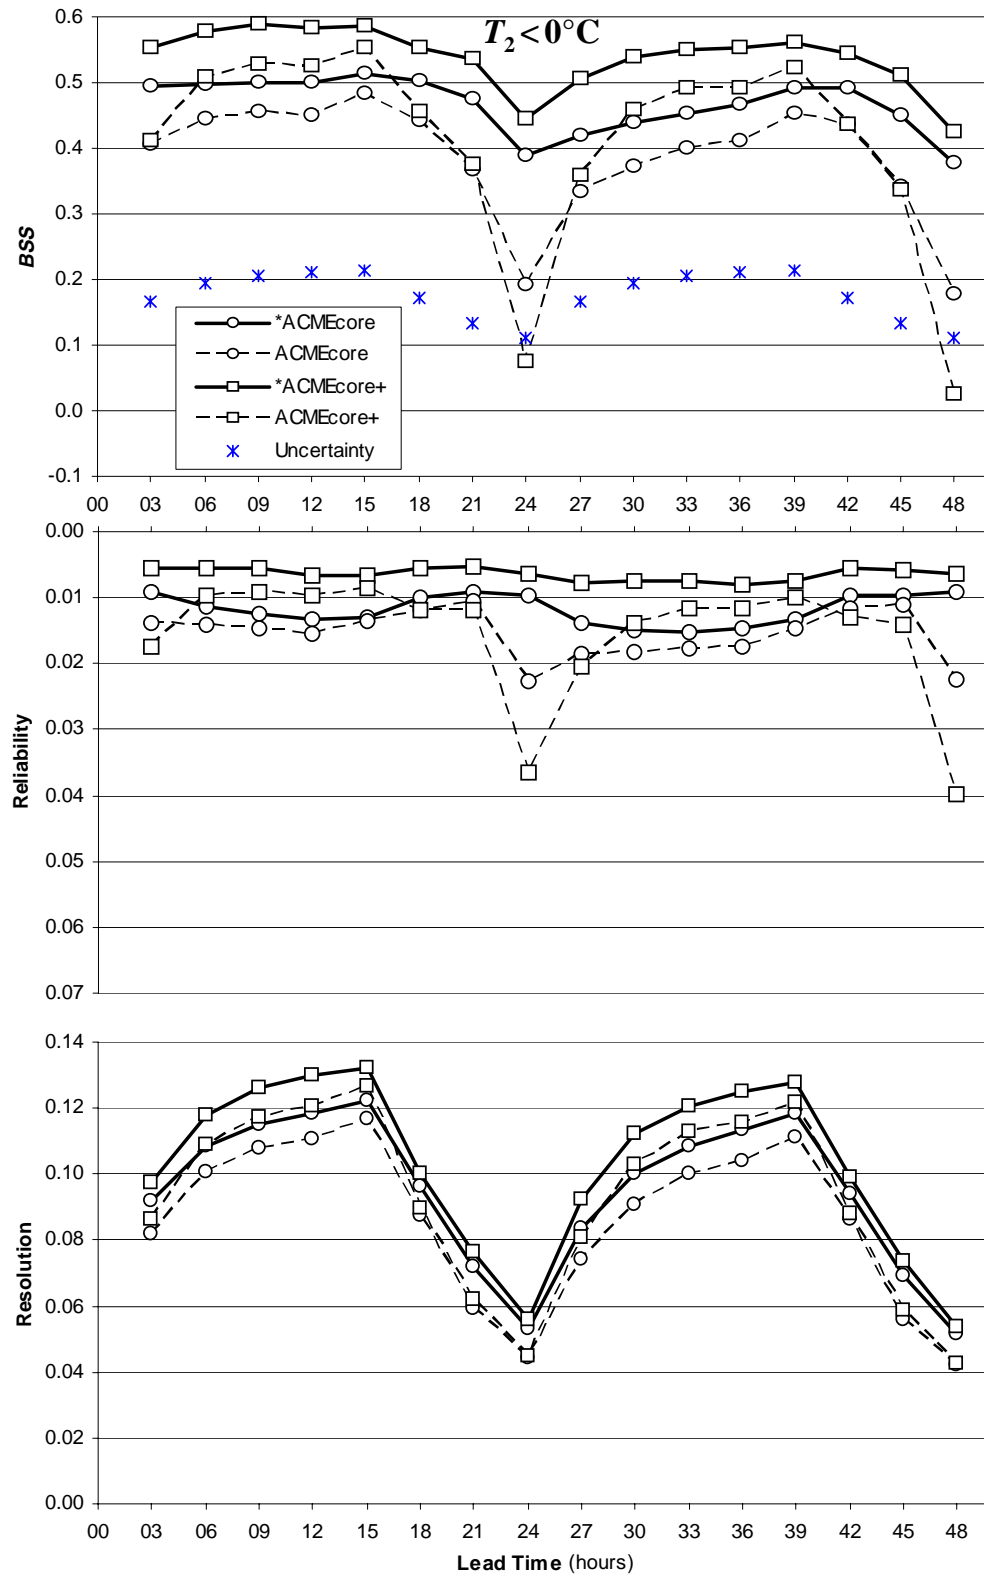 T2 < 0°C
0.6
0.5
0.4
0.3
0.2
0.1
0.0
-0.1
BSS
*ACMEcore
ACMEcore
*ACMEcore+
ACMEcore+
Uncertainty
00 03 06 09 12 15 18 21 24 27 30 33 36 39 42 45 48
0.00
0.01
0.02
0.03
0.04
0.05
0.06
0.07
Reliability
0.14
0.12
0.10
0.08
0.06
0.04
0.02
0.00
Resolution
00 03 06 09 12 15 18 21 24 27 30 33 36 39 42 45 48
Lead Time (hours)